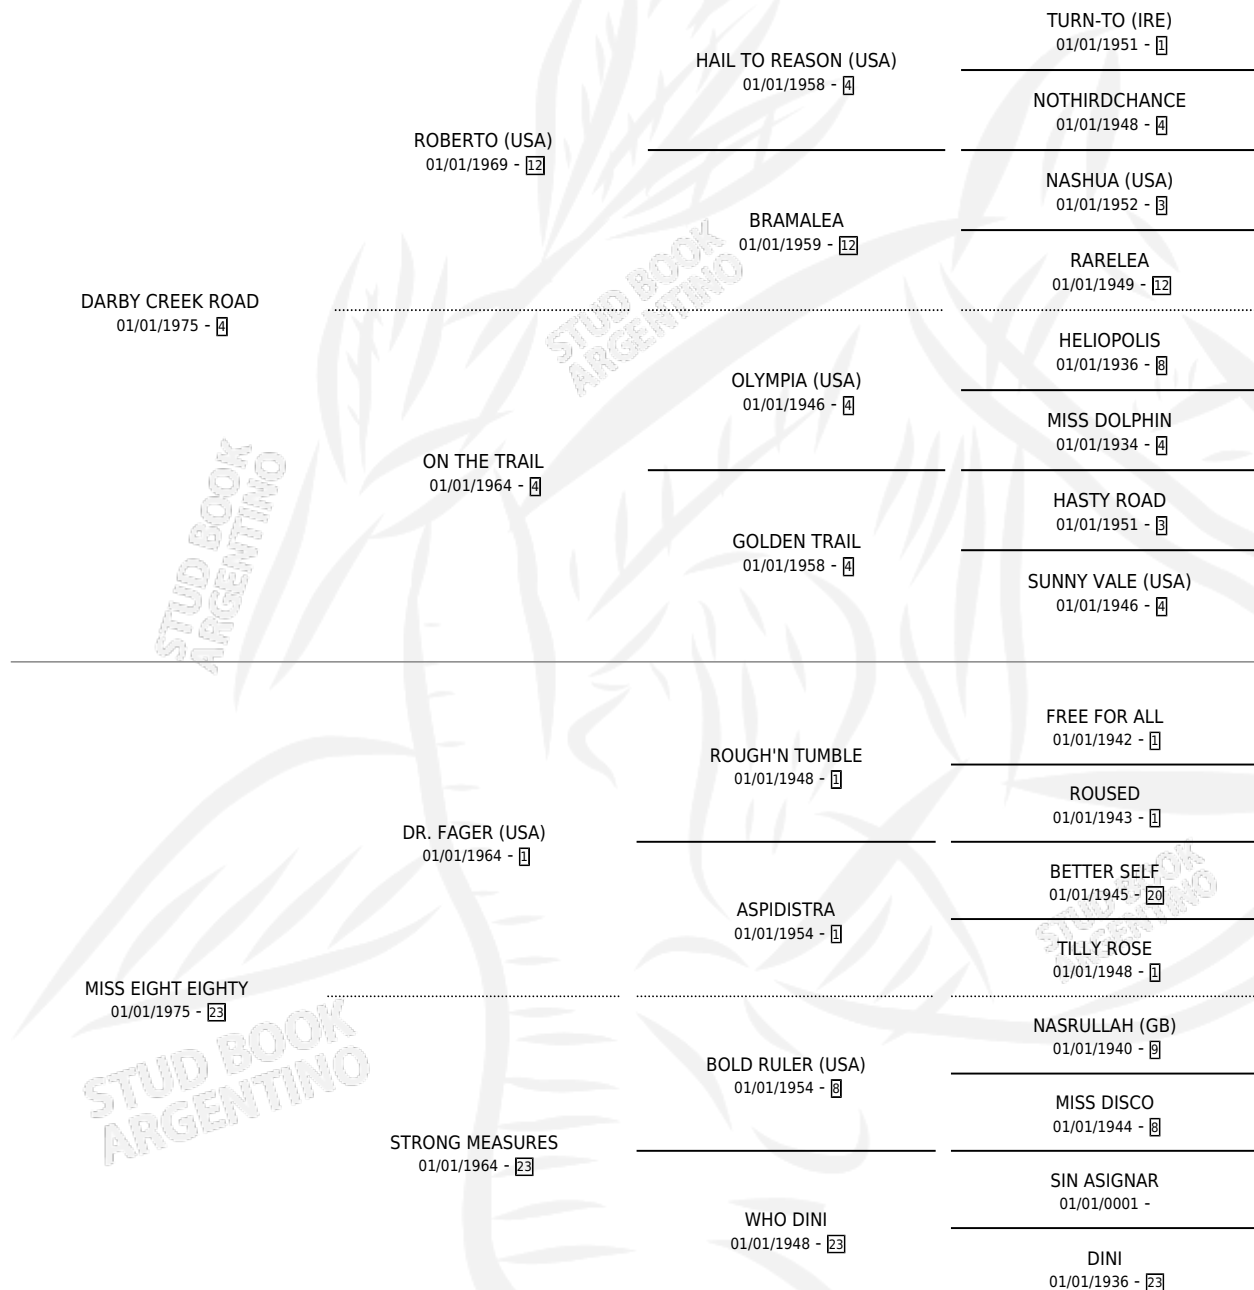 TURN-TO (IRE)
01/01/1951 - 1
HAIL TO REASON (USA)
01/01/1958 - 4
NOTHIRDCHANCE
01/01/1948 - 4
ROBERTO (USA)
01/01/1969 - 12
NASHUA (USA)
01/01/1952 - 3
BRAMALEA
01/01/1959 - 12
RARELEA
01/01/1949 - 12
DARBY CREEK ROAD
01/01/1975 - 4
HELIOPOLIS
01/01/1936 - 8
OLYMPIA (USA)
01/01/1946 - 4
MISS DOLPHIN
01/01/1934 - 4
ON THE TRAIL
01/01/1964 - 4
HASTY ROAD
01/01/1951 - 3
GOLDEN TRAIL
01/01/1958 - 4
SUNNY VALE (USA)
01/01/1946 - 4
STUD BOOK
ARGENTINO
STUD BOOK
ARGENTINO
FREE FOR ALL
01/01/1942 - 1
ROUGH'N TUMBLE
01/01/1948 - 1
ROUSED
01/01/1943 - 1
DR. FAGER (USA)
01/01/1964 - 1
BETTER SELF
01/01/1945 - 20
ASPIDISTRA
01/01/1954 - 1
TILLY ROSE
01/01/1948 - 1
STUD BOOK
ARGENTINO
MISS EIGHT EIGHTY
01/01/1975 - 23
NASRULLAH (GB)
01/01/1940 - 9
BOLD RULER (USA)
01/01/1954 - 8
MISS DISCO
01/01/1944 - 8
STUD BOOK
ARGENTINO
STRONG MEASURES
01/01/1964 - 23
SIN ASIGNAR
01/01/0001 -
WHO DINI
01/01/1948 - 23
DINI
01/01/1936 - 23